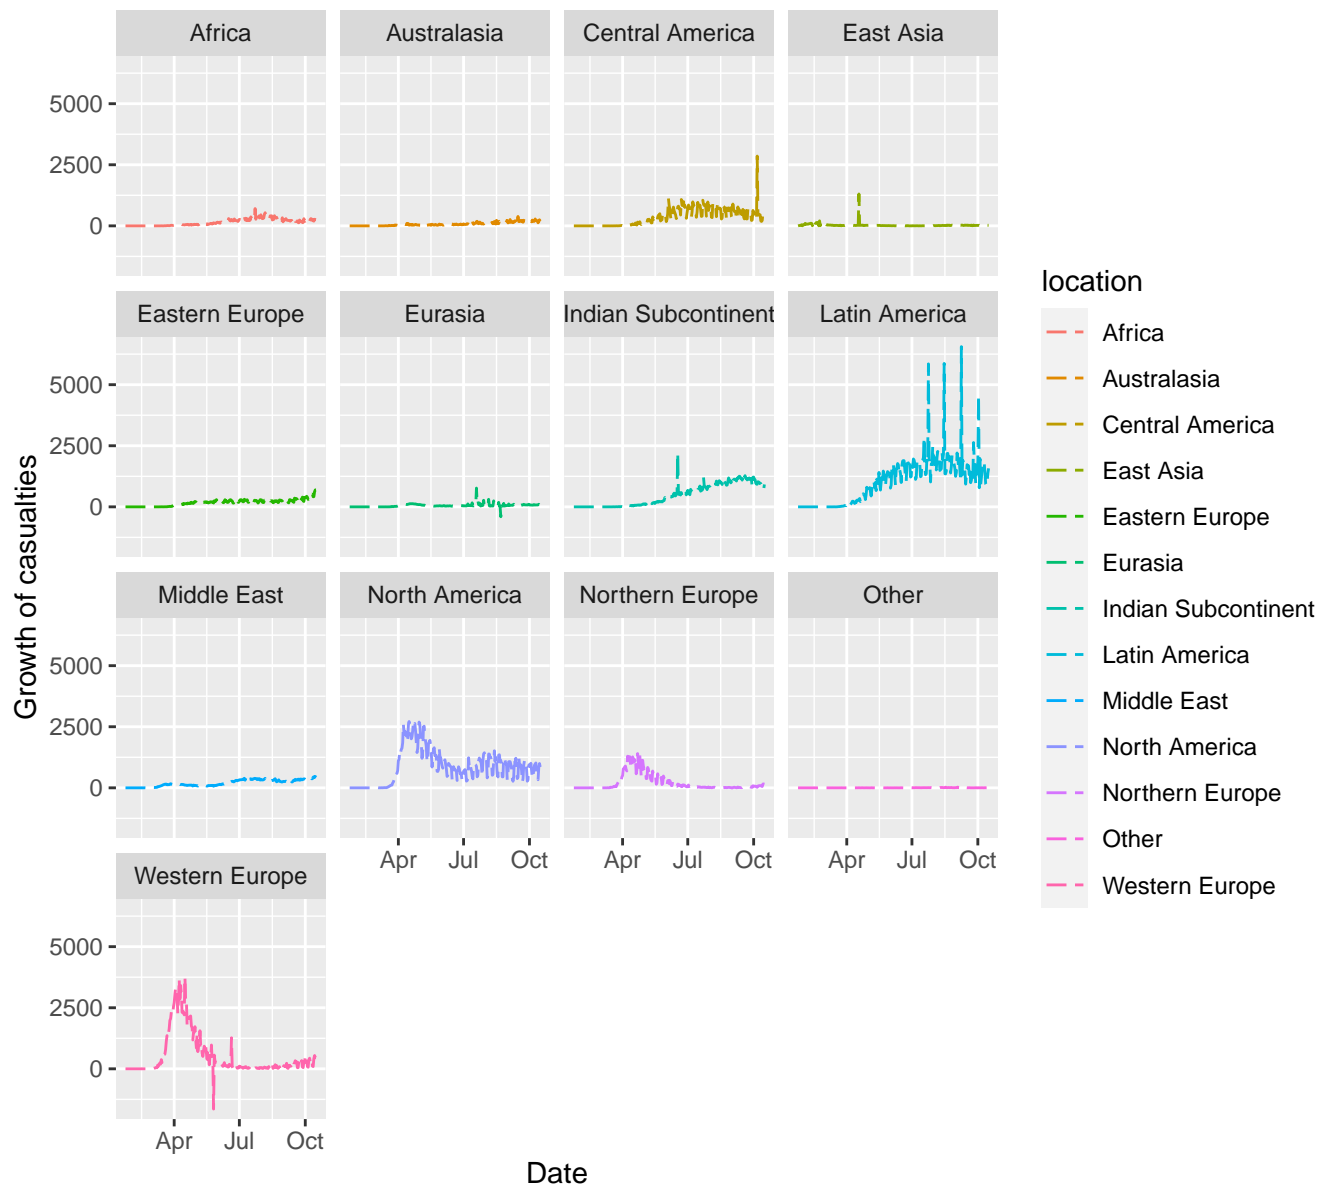 Africa
Australasia
Central America
East Asia
5000
2500
0
Eastern Europe
Eurasia
Indian Subcontinent
Latin America
5000
2500
0
Middle East
North America
Northern Europe
Other
5000
2500
0
Apr Jul Oct
Apr Jul Oct
Apr Jul Oct
Western Europe
5000
2500
0
Apr Jul Oct
Date
Growth of casualties
location
Africa
Australasia
Central America
East Asia
Eastern Europe
Eurasia
Indian Subcontinent
Latin America
Middle East
North America
Northern Europe
Other
Western Europe